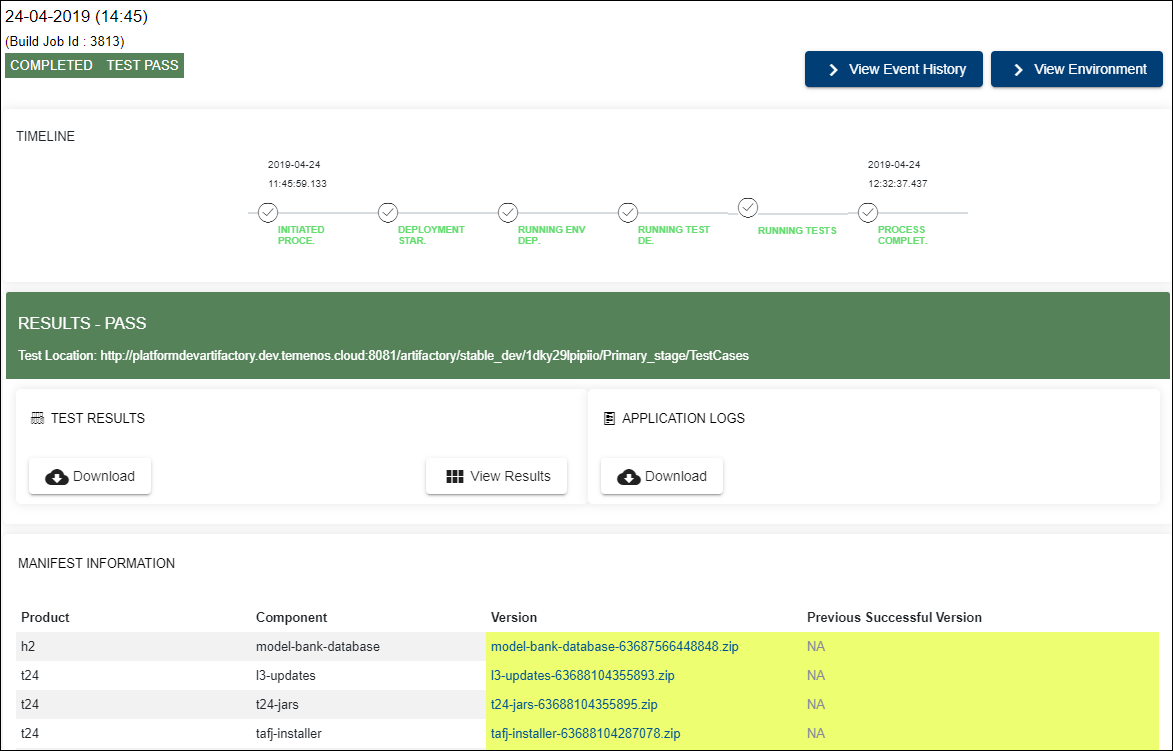 24-04-2019 (14:45)
(Build Job Id : 3813)
COMPLETED TEST PASS
View Event History View Environment
TIMELINE
2019-04-24 2019-04-24
11:45:59.133 12:32:37.437
INITIATED DEPLOYMENT RUNNING ENV RUNNING TEST RUNNING TESTS PROCESS
PROCE. STAR. DEP. DE. COMPLET.
RESULTS - PASS
Test Location: http://platformdevartifactory.dev.temenos.cloud:8081/artifactory/stable_dev/1dky29lpipiio/Primary_stage/TestCases
TEST RESULTS APPLICATION LOGS
Download View Results Download
MANIFEST INFORMATION
Product Component Version Previous Successful Version
h2 model-bank-database model-bank-database-63687566448848.zip NA
t24 l3-updates l3-updates-63688104355893.zip NA
t24 t24-jars t24-jars-63688104355895.zip NA
t24 tafj-installer tafj-installer-63688104287078.zip NA